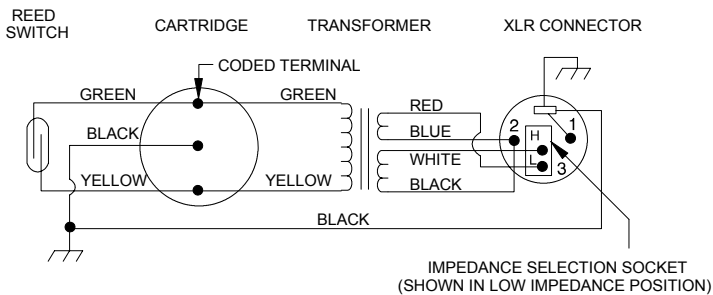 REED
SWITCH
CARTRIDGE
TRANSFORMER
XLR CONNECTOR
CODED TERMINAL
GREEN
GREEN
RED
BLACK
BLUE
2
H
1
WHITE
L
3
YELLOW
YELLOW
BLACK
BLACK
IMPEDANCE SELECTION SOCKET
(SHOWN IN LOW IMPEDANCE POSITION)